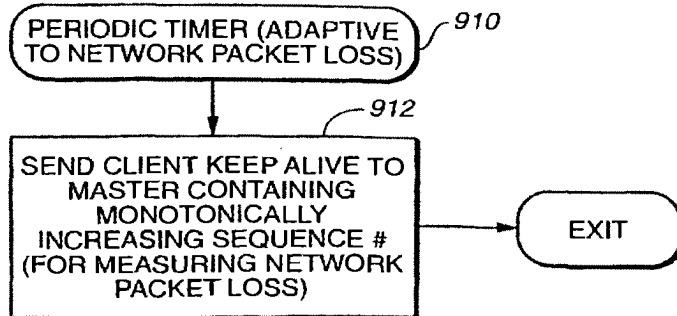 PERIODIC TIMER (ADAPTIVE
TO NETWORK PACKET LOSS)
910
912
SEND CLIENT KEEP ALIVE TO
MASTER CONTAINING
MONOTONICALLY
INCREASING SEQUENCE #
(FOR MEASURING NETWORK
PACKET LOSS)
EXIT